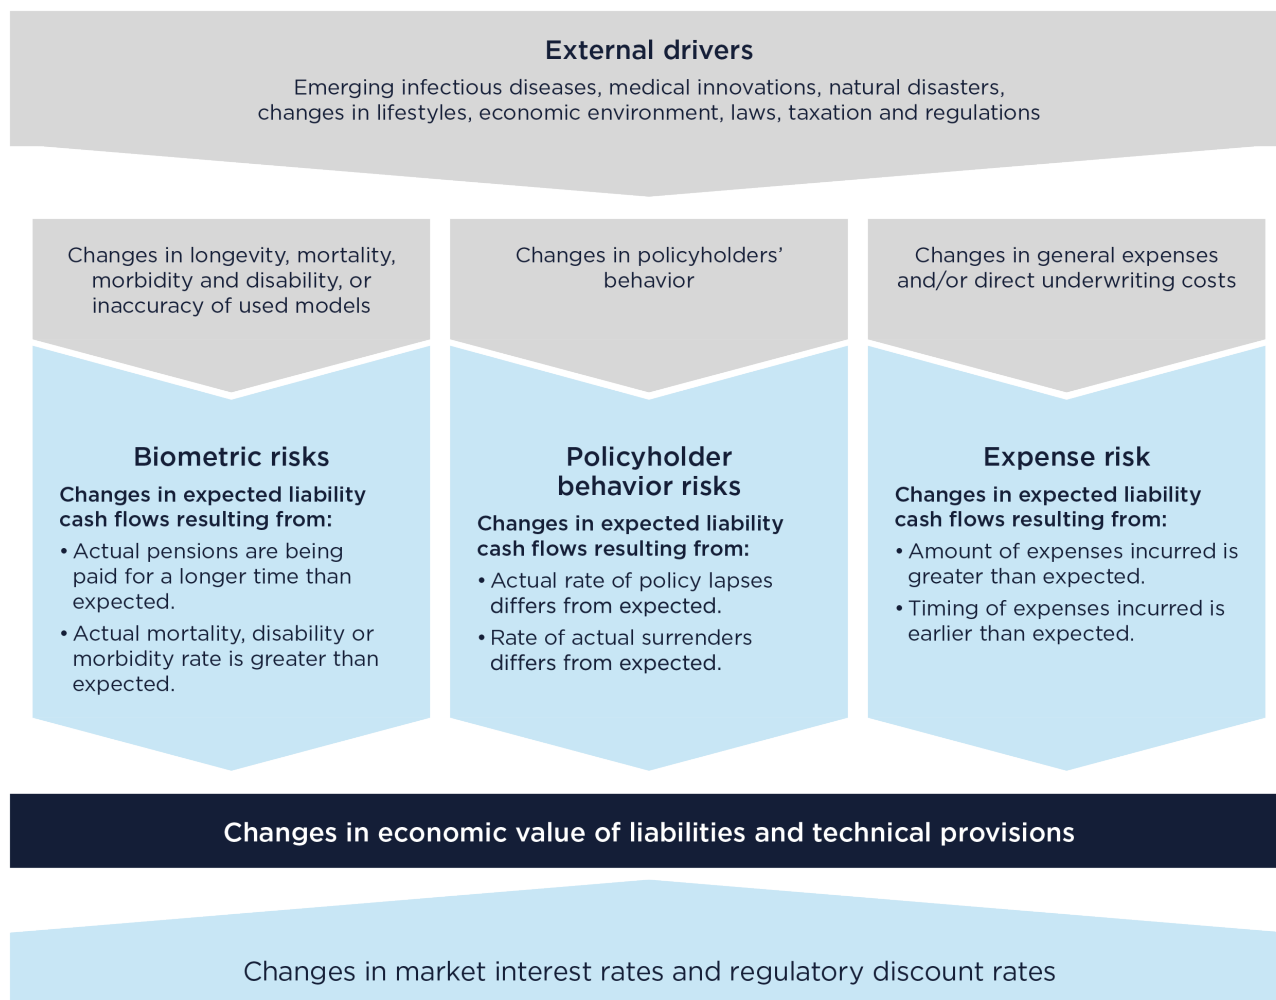 External drivers
Emerging infectious diseases, medical innovations, natural disasters,
changes in lifestyles, economic environment, laws, taxation and regulations
Changes in longevity, mortality,
morbidity and disability, or
inaccuracy of used models
Changes in policyholders’
behavior
Changes in general expenses
and/or direct underwriting costs
Biometric risks
Changes in expected liability
cash flows resulting from:
• Actual pensions are being
paid for a longer time than
expected.
• Actual mortality, disability or
morbidity rate is greater than
expected.
Policyholder
behavior risks
Changes in expected liability
cash flows resulting from:
• Actual rate of policy lapses
differs from expected.
• Rate of actual surrenders
differs from expected.
Expense risk
Changes in expected liability
cash flows resulting from:
• Amount of expenses incurred is
greater than expected.
• Timing of expenses incurred is
earlier than expected.
Changes in economic value of liabilities and technical provisions
Changes in market interest rates and regulatory discount rates